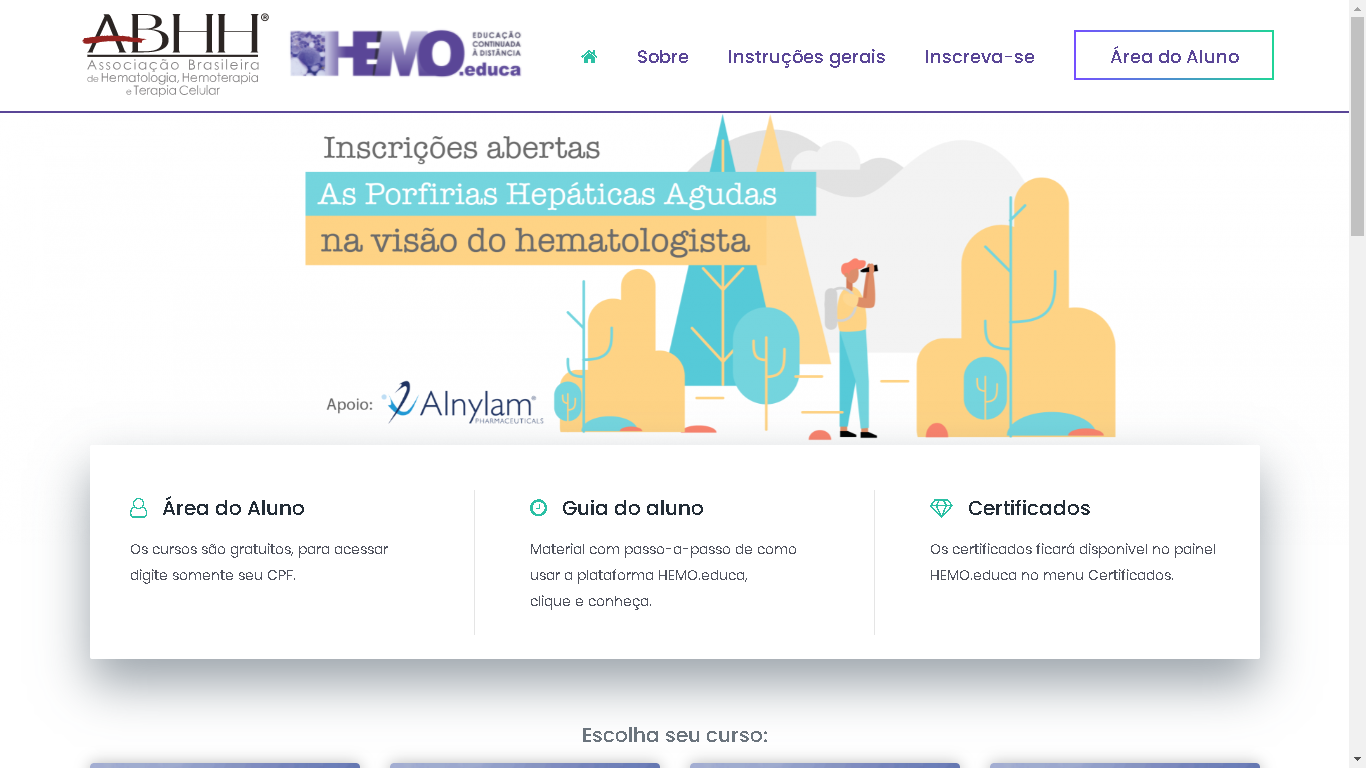 ABHH®
Associação Brasileira
de Hematologia, Hemoterapia
e Terapia Celular
HEMO.educa
EDUCAÇÃO
CONTINUADA
À DISTÂNCIA
Sobre
Instruções gerais
Inscreva-se
Área do Aluno
Inscrições abertas
As Porfirias Hepáticas Agudas
na visão do hematologista
Apoio:
Alnylam®
PHARMACEUTICALS
Área do Aluno
Os cursos são gratuitos, para acessar
digite somente seu CPF.
Guia do aluno
Material com passo-a-passo de como
usar a plataforma HEMO.educa,
clique e conheça.
Certificados
Os certificados ficará disponivel no painel
HEMO.educa no menu Certificados.
Escolha seu curso: